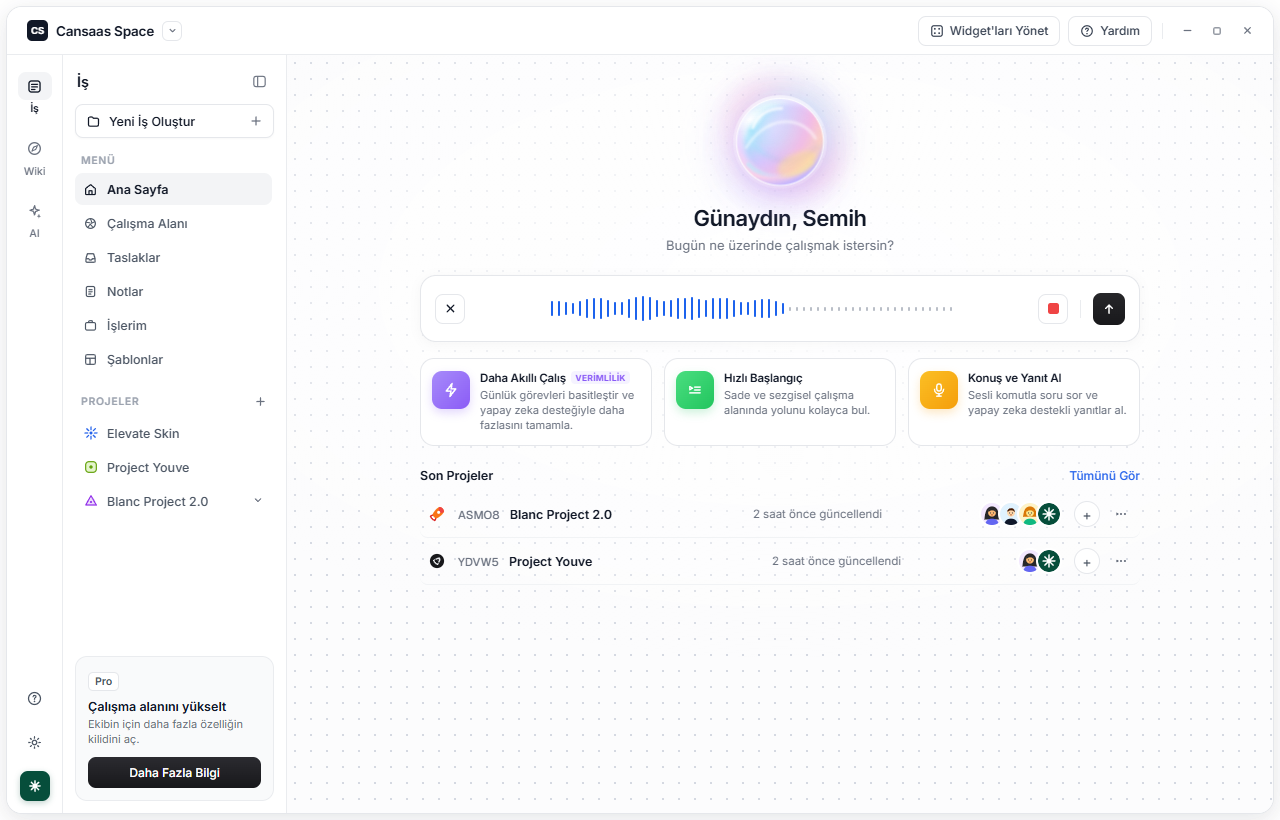 CS Cansaas Space
Widget'ları Yönet
Yardım
İş
Wiki
AI
İş
Yeni İş Oluştur
MENÜ
Ana Sayfa
Çalışma Alanı
Taslaklar
Notlar
İşlerim
Şablonlar
PROJELER
Elevate Skin
Project Youve
Blanc Project 2.0
Pro
Çalışma alanını yükselt
Ekibin için daha fazla özelliğin
kilidini aç.
Daha Fazla Bilgi
Günaydın, Semih
Bugün ne üzerinde çalışmak istersin?
Daha Akıllı Çalış VERİMLİLİK
Günlük görevleri basitleştir ve
yapay zeka desteğiyle daha
fazlasını tamamla.
Hızlı Başlangıç
Sade ve sezgisel çalışma
alanında yolunu kolayca bul.
Konuş ve Yanıt Al
Sesli komutla soru sor ve
yapay zeka destekli yanıtlar al.
Son Projeler
Tümünü Gör
ASMO8 Blanc Project 2.0 2 saat önce güncellendi
YDVW5 Project Youve 2 saat önce güncellendi